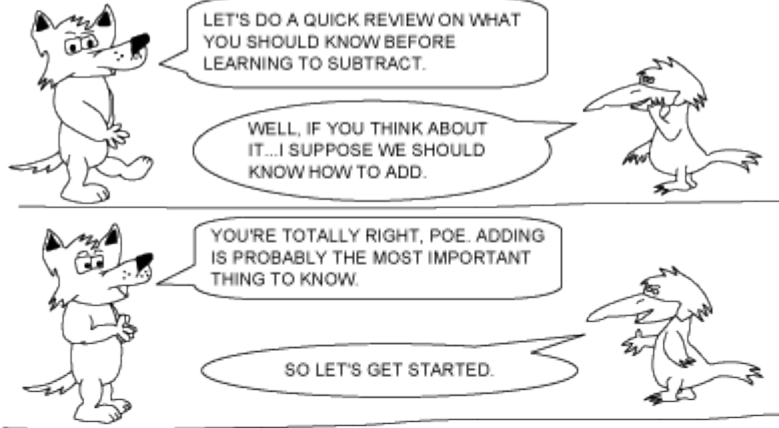 LET'S DO A QUICK REVIEW ON WHAT
YOU SHOULD KNOW BEFORE
LEARNING TO SUBTRACT.
WELL, IF YOU THINK ABOUT
IT...I SUPPOSE WE SHOULD
KNOW HOW TO ADD.
YOU'RE TOTALLY RIGHT, POE. ADDING
IS PROBABLY THE MOST IMPORTANT
THING TO KNOW.
SO LET'S GET STARTED.